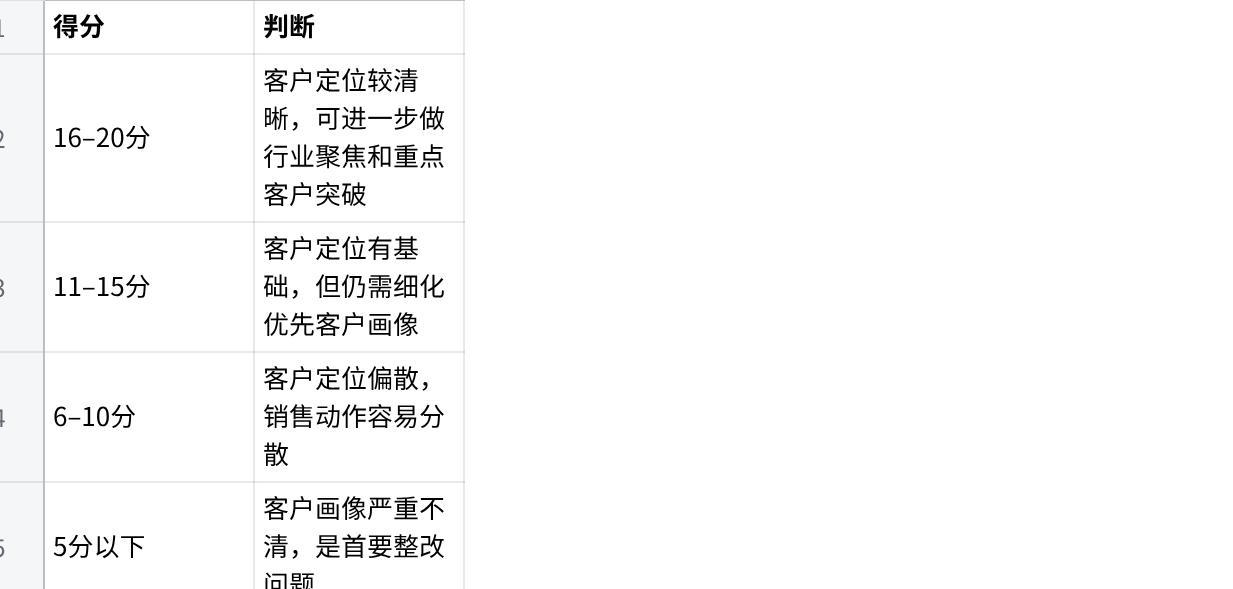 1
得分
判断
2
16–20分
客户定位较清
晰，可进一步做
行业聚焦和重点
客户突破
3
11–15分
客户定位有基
础，但仍需细化
优先客户画像
4
6–10分
客户定位偏散，
销售动作容易分
散
5
5分以下
客户画像严重不
清，是首要整改
问题